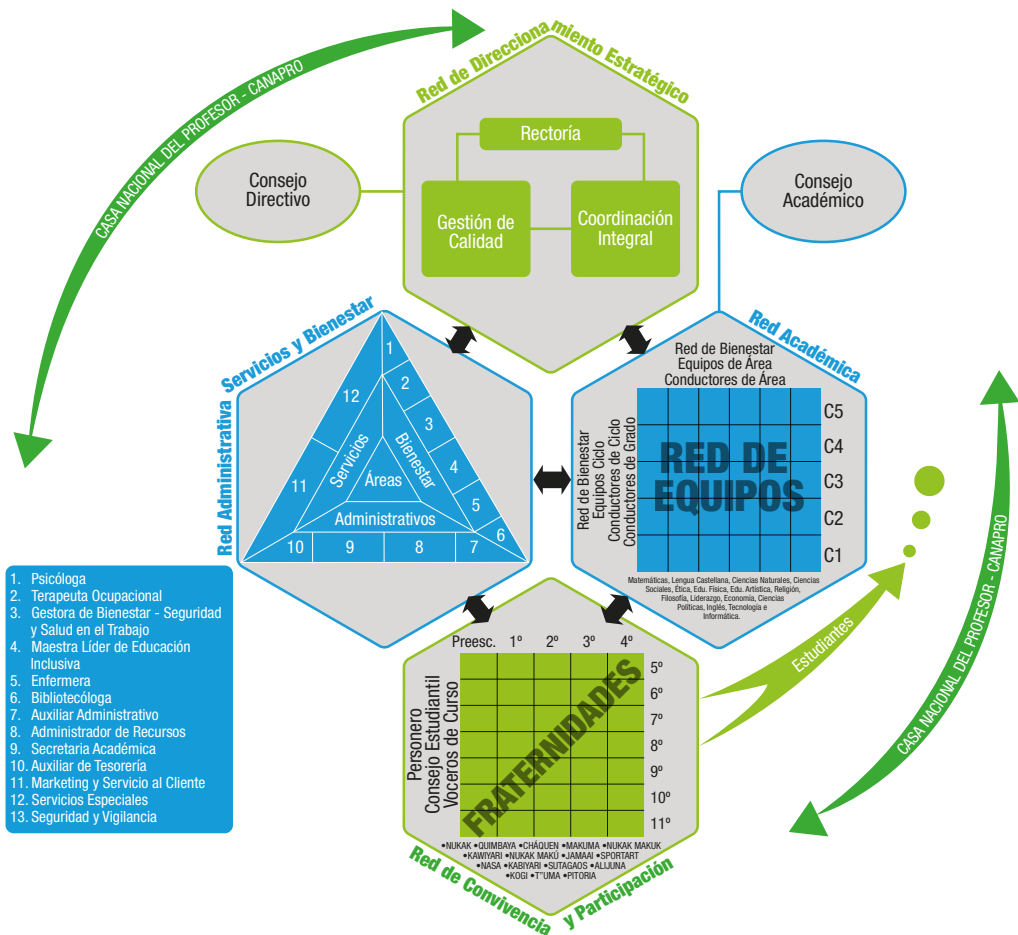 Red de Direccionamiento Estratégico
CASA NACIONAL DEL PROFESOR - CANAPRO
Rectoría
Gestión de
Calidad
Coordinación
Integral
Consejo
Directivo
Consejo
Académico
Red Administrativa Servicios y Bienestar
1
2
3
4
5
6
7
8
9
10
11
12
Servicios
Bienestar
Áreas
Administrativos
Red Académica
Red de Bienestar
Equipos de Área
Conductores de Área
Red de Bienestar
Equipos Ciclo
Conductores de Ciclo
Conductores de Grado
RED DE
EQUIPOS
C5
C4
C3
C2
C1
Matemáticas, Lengua Castellana, Ciencias Naturales, Ciencias
Sociales, Ética, Edu. Física, Edu. Artística, Religión,
Filosofía, Liderazgo, Economía, Ciencias
Políticas, Inglés, Tecnología e
Informática.
1. Psicóloga
2. Terapeuta Ocupacional
3. Gestora de Bienestar - Seguridad
y Salud en el Trabajo
4. Maestra Líder de Educación
Inclusiva
5. Enfermera
6. Bibliotecóloga
7. Auxiliar Administrativo
8. Administrador de Recursos
9. Secretaria Académica
10. Auxiliar de Tesorería
11. Marketing y Servicio al Cliente
12. Servicios Especiales
13. Seguridad y Vigilancia
Preesc. 1º 2º 3º 4º
5º
6º
7º
8º
9º
10º
11º
Personero
Consejo Estudiantil
Voceros de Curso
FRATERNIDADES
•NUKAK •QUIMBAYA •CHÁQUEN •MAKUMA •NUKAK MAKUK
•KAWIYARI •NUKAK MAKÚ •JAMAAI •SPORTART
•NASA •KABIYARI •SUTAGAOS •ALIJUNA
•KOGI •T"UMA •PITORIA
Red de Convivencia y Participación
Estudiantes
CASA NACIONAL DEL PROFESOR - CANAPRO